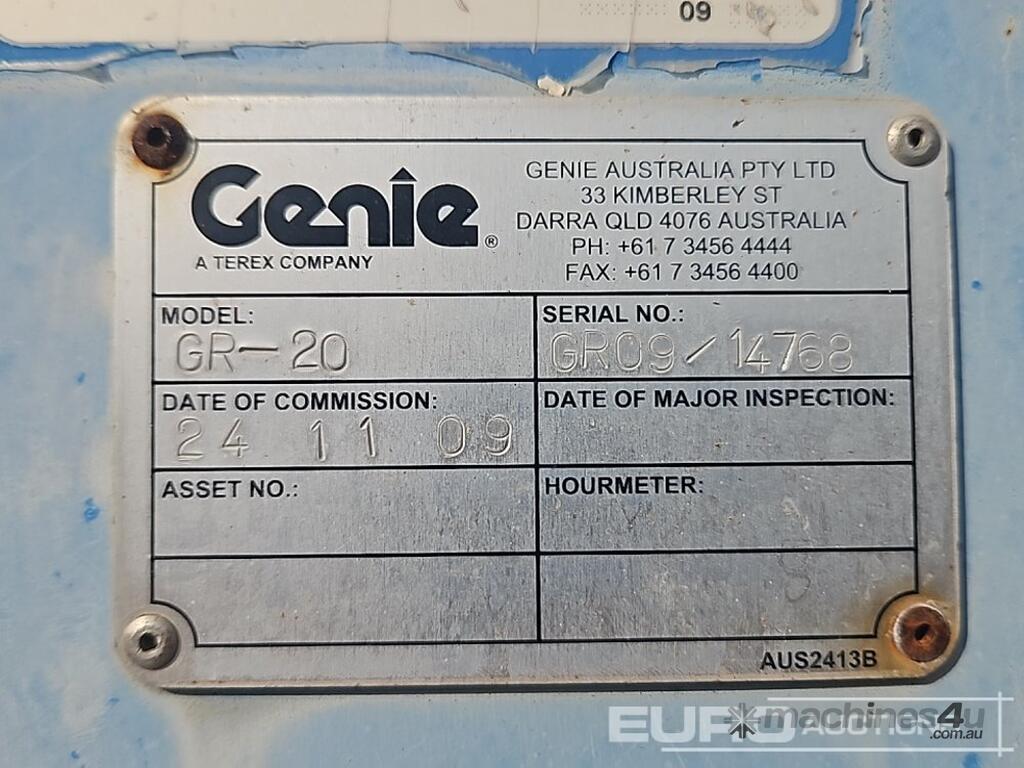 09
Genie®
A TEREX COMPANY
GENIE AUSTRALIA PTY LTD
33 KIMBERLEY ST
DARRA QLD 4076 AUSTRALIA
PH: +61 7 3456 4444
FAX: +61 7 3456 4400
MODEL:
GR-20
SERIAL NO.:
GR09/14768
DATE OF COMMISSION:
24 11 09
DATE OF MAJOR INSPECTION:
ASSET NO.:
HOURMETER:
AUS2413B
EURO AUCTIONS
machines4u
.com.au